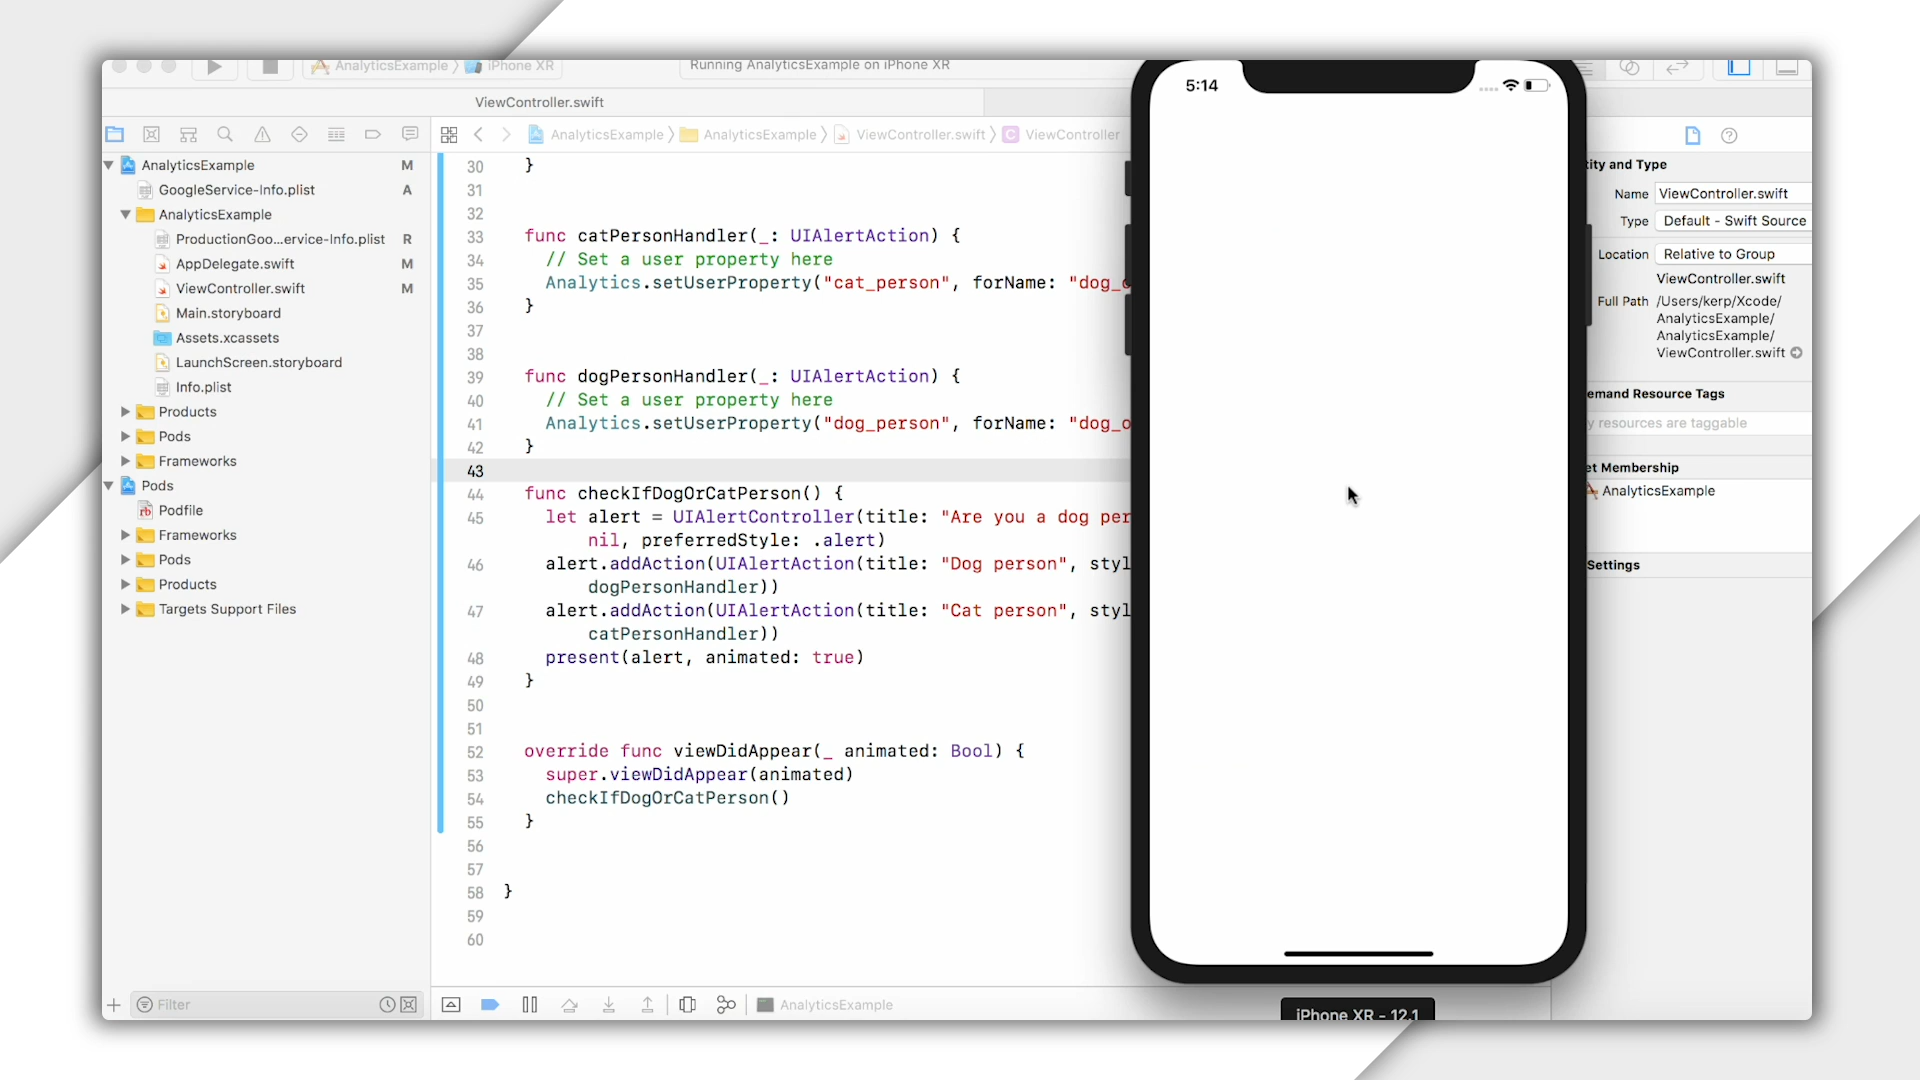 AnalyticsExample 〉 iPhone XR
Running AnalyticsExample on iPhone XR
ViewController.swift
AnalyticsExample 〉 AnalyticsExample 〉 ViewController.swift 〉 C ViewController
AnalyticsExample M
GoogleService-Info.plist A
AnalyticsExample
ProductionGoo...ervice-Info.plist R
AppDelegate.swift M
ViewController.swift M
Main.storyboard
Assets.xcassets
LaunchScreen.storyboard
Info.plist
Products
Pods
Frameworks
Pods
rb Podfile
Frameworks
Pods
Products
Targets Support Files
Filter
30 }
31
32
33 func catPersonHandler(_: UIAlertAction) {
34 // Set a user property here
35 Analytics.setUserProperty("cat_person", forName: "dog_o
36 }
37
38
39 func dogPersonHandler(_: UIAlertAction) {
40 // Set a user property here
41 Analytics.setUserProperty("dog_person", forName: "dog_o
42 }
43
44 func checkIfDogOrCatPerson() {
45 let alert = UIAlertController(title: "Are you a dog per
nil, preferredStyle: .alert)
46 alert.addAction(UIAlertAction(title: "Dog person", styl
dogPersonHandler))
47 alert.addAction(UIAlertAction(title: "Cat person", styl
catPersonHandler))
48 present(alert, animated: true)
49 }
50
51
52 override func viewDidAppear(_ animated: Bool) {
53 super.viewDidAppear(animated)
54 checkIfDogOrCatPerson()
55 }
56
57
58 }
59
60
AnalyticsExample
5:14
iPhone XR - 12.1
tity and Type
Name ViewController.swift
Type Default - Swift Source
Location Relative to Group
ViewController.swift
Full Path /Users/kerp/Xcode/
AnalyticsExample/
AnalyticsExample/
ViewController.swift
emand Resource Tags
y resources are taggable
et Membership
AnalyticsExample
Settings